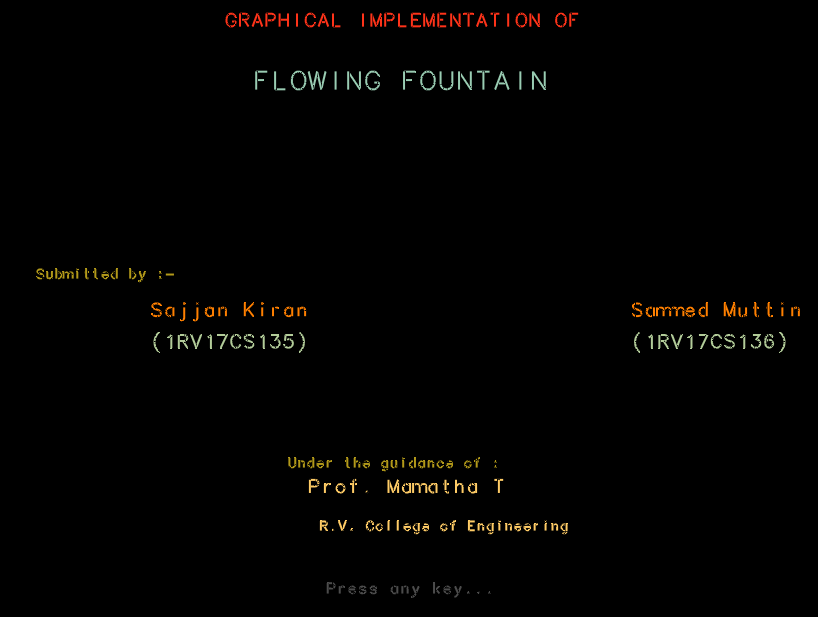 GRAPHICAL IMPLEMENTATION OF
FLOWING FOUNTAIN
Submitted by :-
Sajjan Kiran Sammed Muttin
(1RV17CS135) (1RV17CS136)
Under the guidance of :
Prof. Mamatha T
R.V. College of Engineering
Press any key...